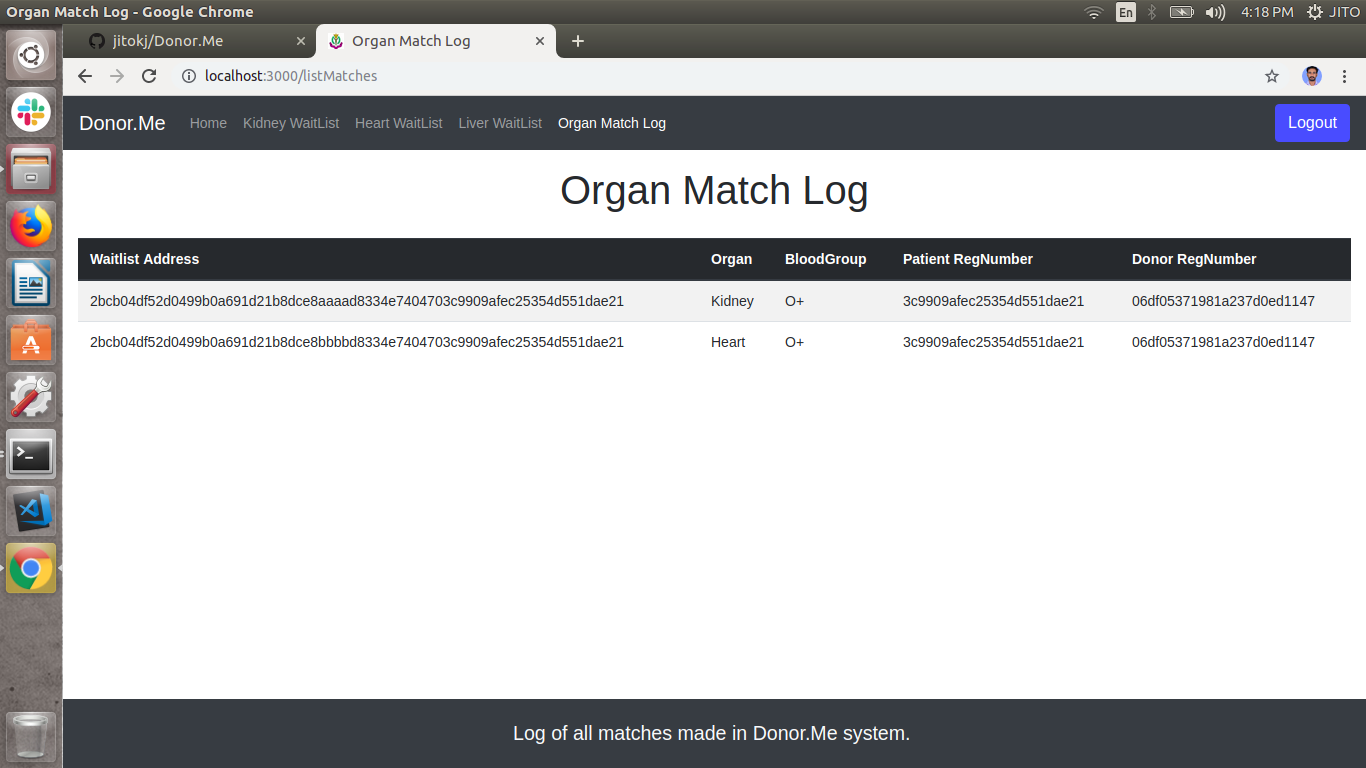 Organ Match Log - Google Chrome En 4:18 PM JITO
jitokj/Donor.Me Organ Match Log
localhost:3000/listMatches
Donor.Me Home Kidney WaitList Heart WaitList Liver WaitList Organ Match Log Logout
Organ Match Log
Waitlist Address Organ BloodGroup Patient RegNumber Donor RegNumber
2bcb04df52d0499b0a691d21b8dce8aaaad8334e7404703c9909afec25354d551dae21 Kidney O+ 3c9909afec25354d551dae21 06df05371981a237d0ed1147
2bcb04df52d0499b0a691d21b8dce8bbbbd8334e7404703c9909afec25354d551dae21 Heart O+ 3c9909afec25354d551dae21 06df05371981a237d0ed1147
Log of all matches made in Donor.Me system.